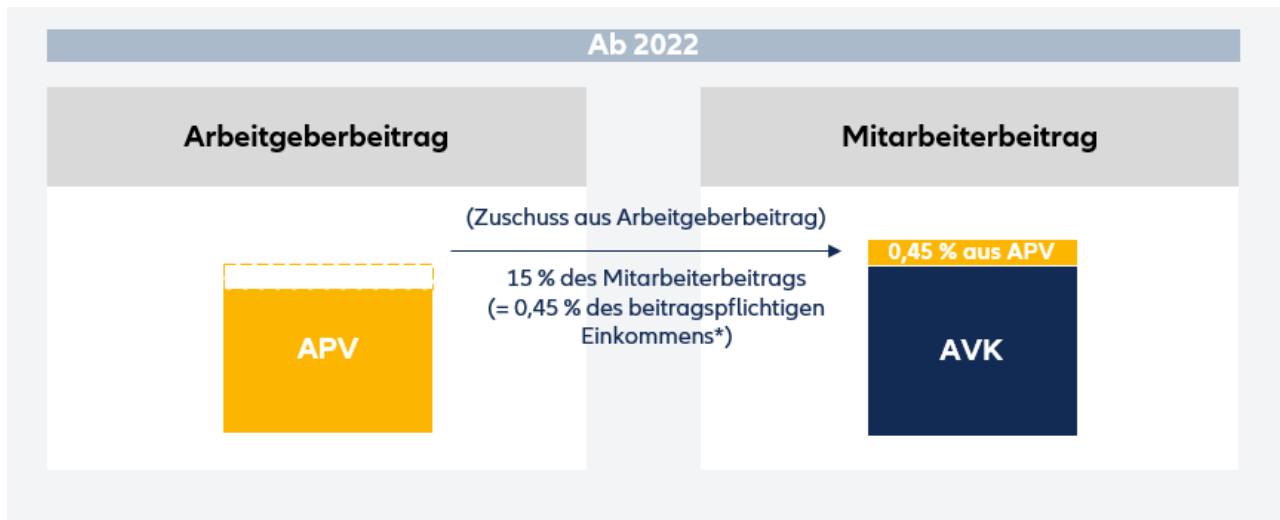 Ab 2022
Arbeitgeberbeitrag
Mitarbeiterbeitrag
(Zuschuss aus Arbeitgeberbeitrag)
0,45 % aus APV
15 % des Mitarbeiterbeitrags
(= 0,45 % des beitragspflichtigen
Einkommens*)
APV
AVK